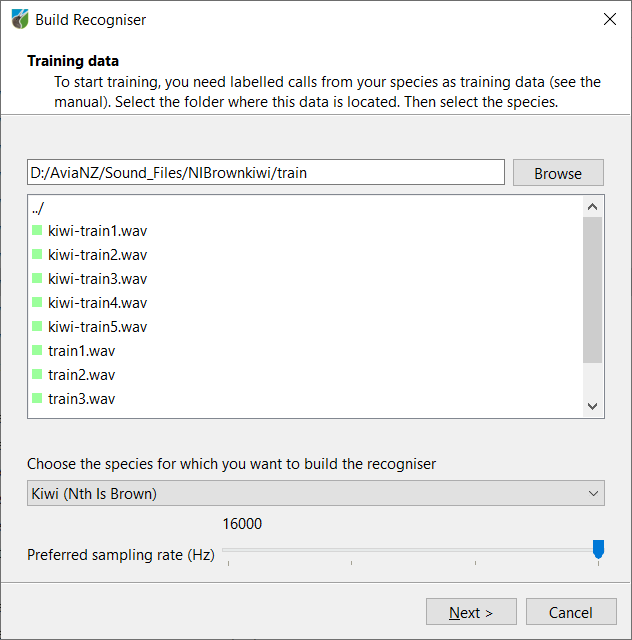 Build Recogniser
Training data
To start training, you need labelled calls from your species as training data (see the
manual). Select the folder where this data is located. Then select the species.
D:/AviaNZ/Sound_Files/NIBrownkiwi/train
Browse
../
kiwi-train1.wav
kiwi-train2.wav
kiwi-train3.wav
kiwi-train4.wav
kiwi-train5.wav
train1.wav
train2.wav
train3.wav
Choose the species for which you want to build the recogniser
Kiwi (Nth Is Brown)
16000
Preferred sampling rate (Hz)
Next >
Cancel